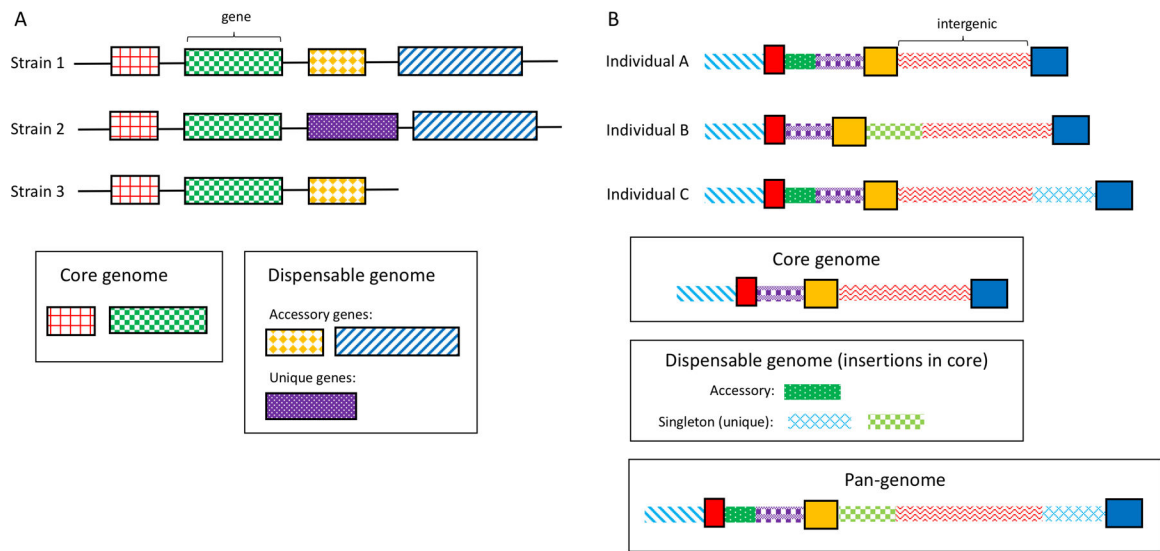 A
gene
Strain 1
Strain 2
Strain 3
Core genome
Dispensable genome
Accessory genes:
Unique genes:
B
intergenic
Individual A
Individual B
Individual C
Core genome
Dispensable genome (insertions in core)
Accessory:
Singleton (unique):
Pan-genome